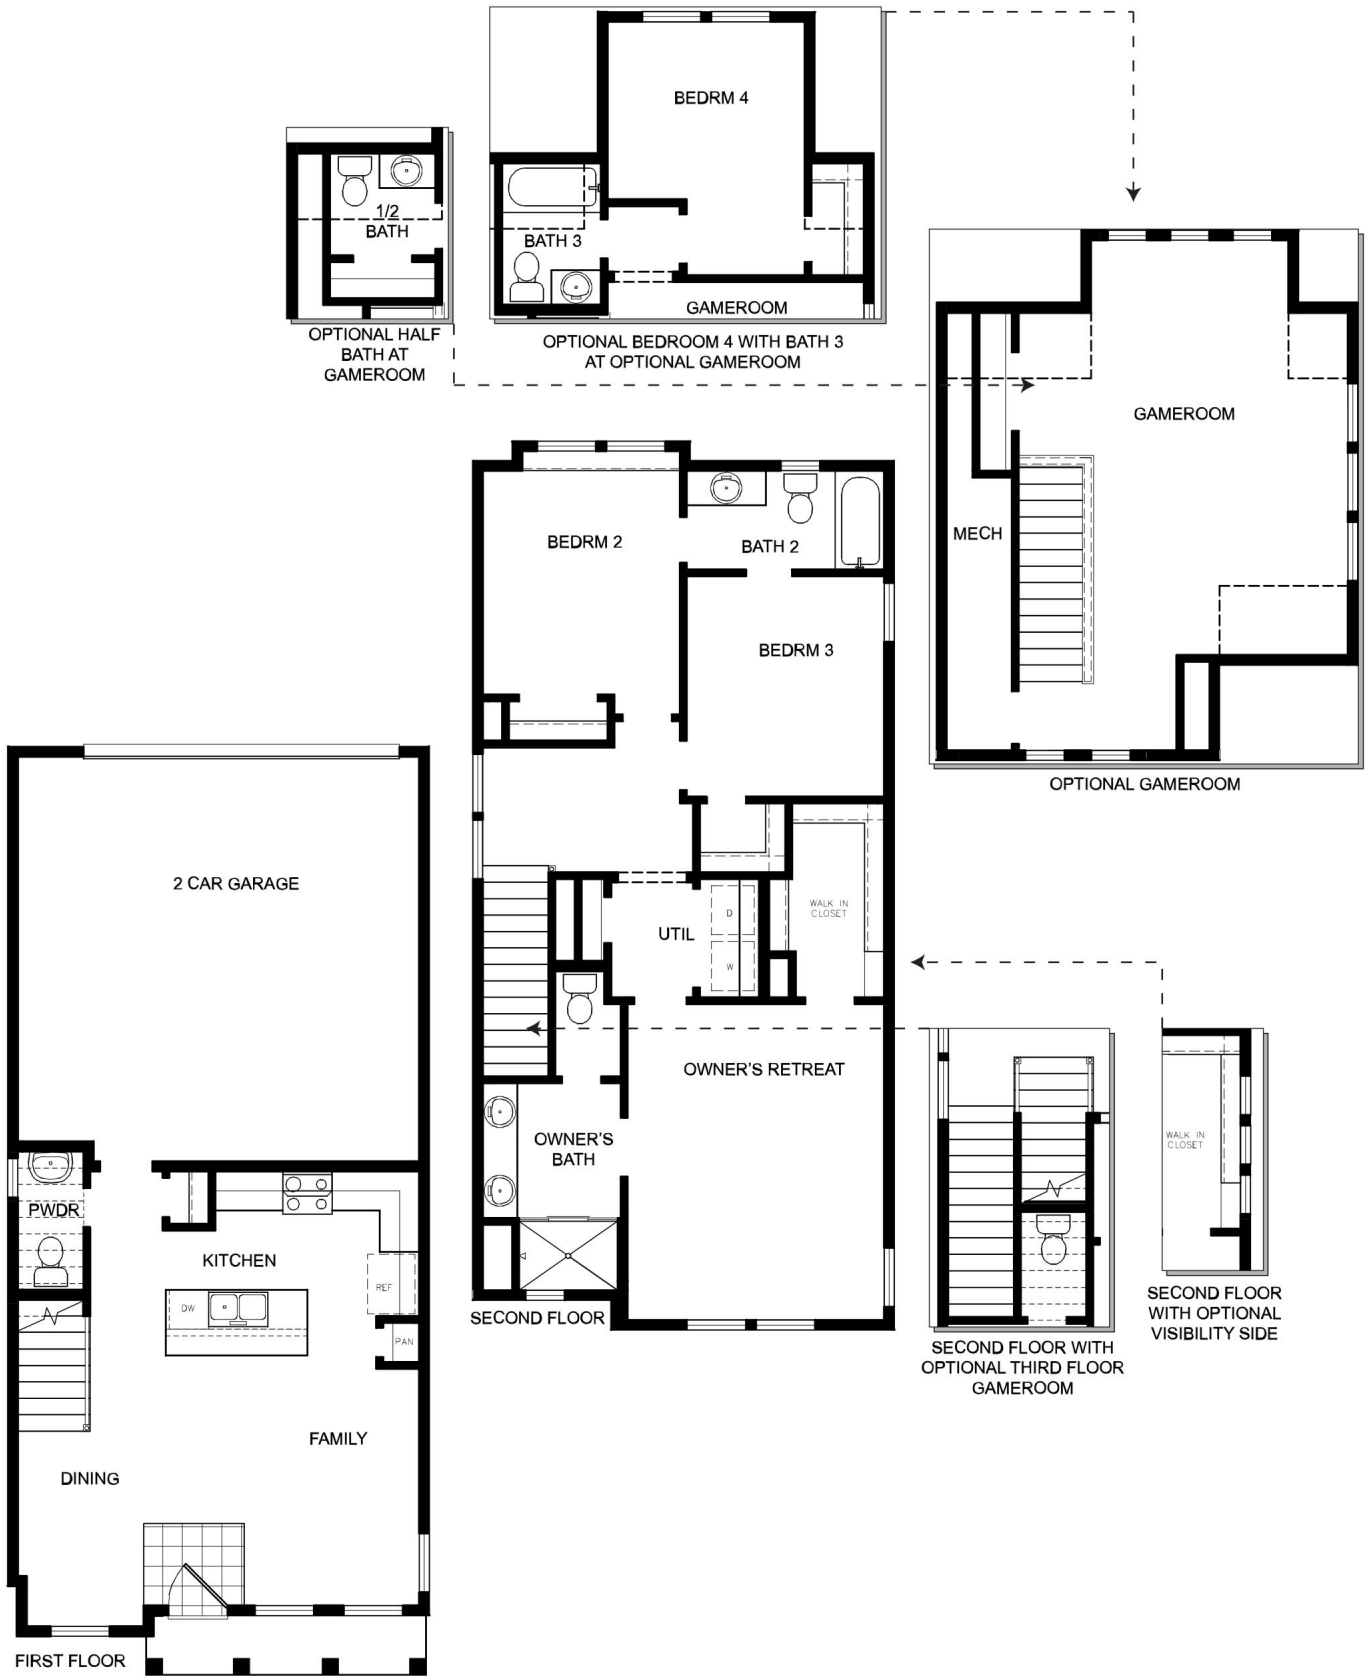 BEDRM 4
1/2
BATH
BATH 3
GAMEROOM
OPTIONAL HALF
BATH AT
GAMEROOM
OPTIONAL BEDROOM 4 WITH BATH 3
AT OPTIONAL GAMEROOM
GAMEROOM
MECH
OPTIONAL GAMEROOM
BEDRM 2
BATH 2
BEDRM 3
WALK IN
CLOSET
D
UTIL
W
OWNER'S RETREAT
OWNER'S
BATH
SECOND FLOOR
2 CAR GARAGE
PWDR
KITCHEN
REF
DW
PAN
FAMILY
DINING
FIRST FLOOR
SECOND FLOOR WITH
OPTIONAL THIRD FLOOR
GAMEROOM
WALK IN
CLOSET
SECOND FLOOR
WITH OPTIONAL
VISIBILITY SIDE